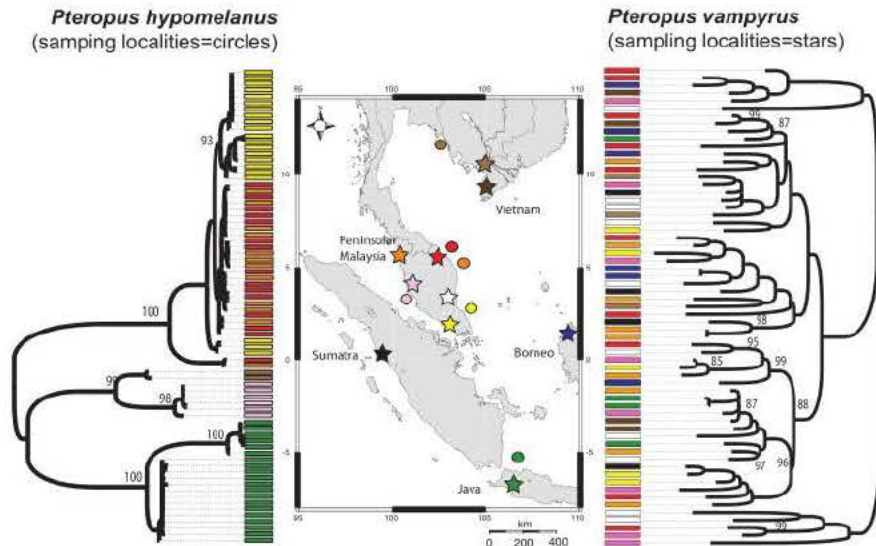 Pteropus hypomelanus
(samping localities=circles)
Pteropus vampyrus
(sampling localities=stars)
95
100
105
110
10
5
0
-5
95
100
105
110
N
Vietnam
Peninsular
Malaysia
Sumatra
Borneo
Java
km
0 200 400
93
100
98
100
100
99
87
98
95
85
99
87
88
97
96
99